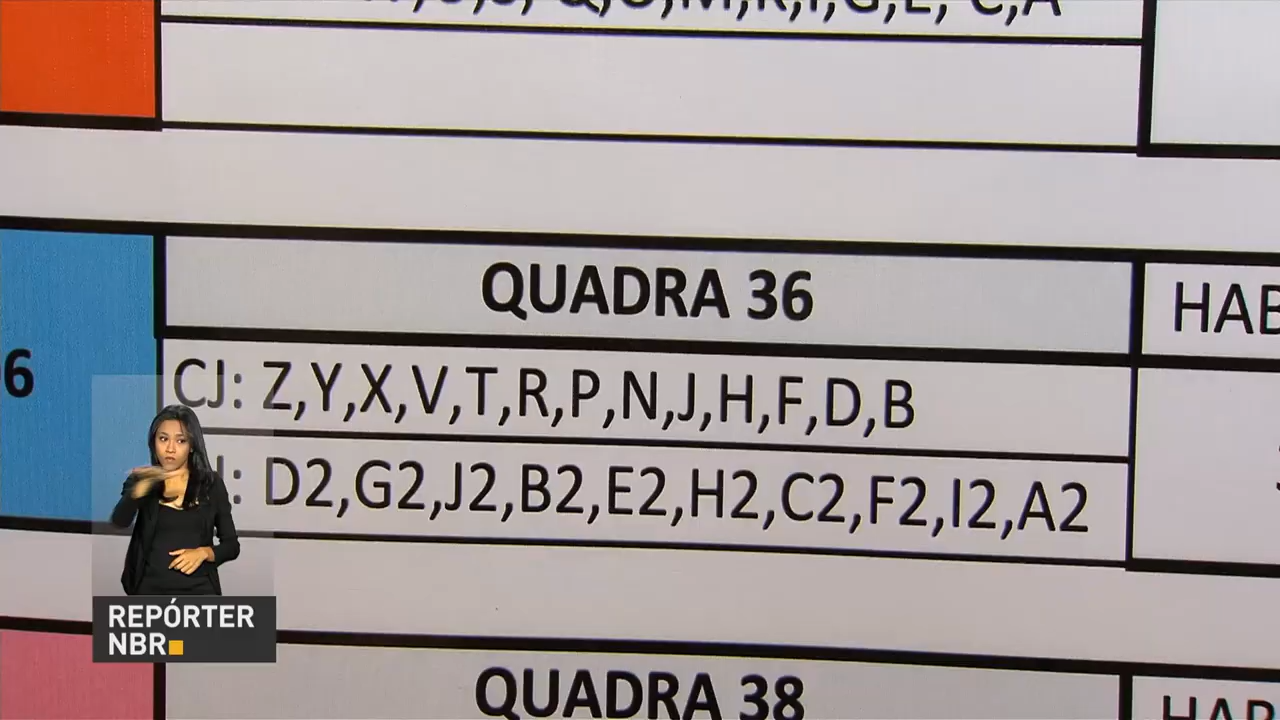 QUADRA 36
HAB
6
CJ: Z,Y,X,V,T,R,P,N,J,H,F,D,B
D2,G2,J2,B2,E2,H2,C2,F2,I2,A2
REPÓRTER
NBR
QUADRA 38